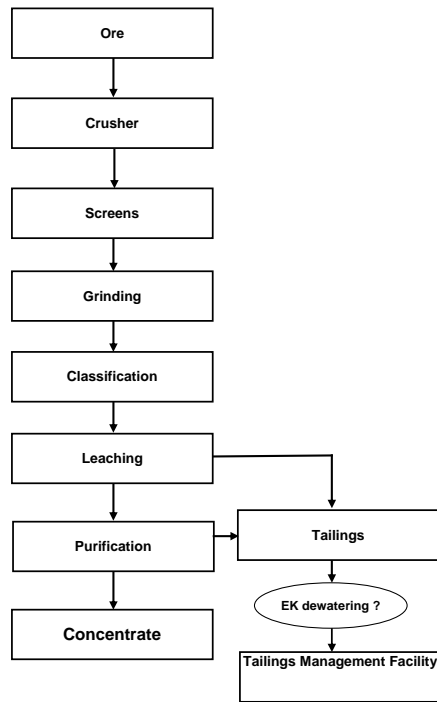 Ore
Crusher
Screens
Grinding
Classification
Leaching
Purification
Tailings
EK dewatering ?
Concentrate
Tailings Management Facility